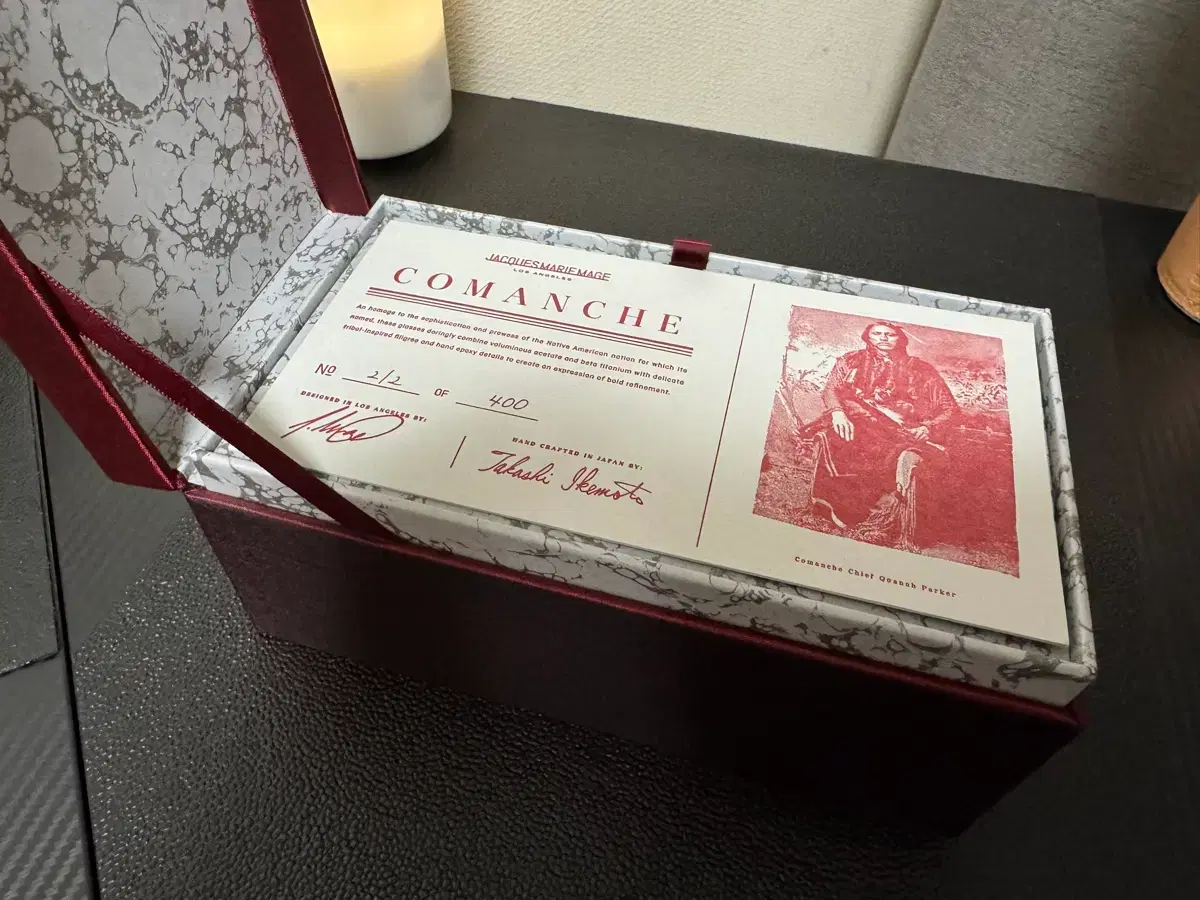 JACQUES MARIE MAGE
LOS ANGELES
COMANCHE
An homage to the sophistication and prowess of the Native American nation for which its
named, these glasses daringly combine voluminous acetate and beta titanium with delicate
tribal-inspired filigree and hand epoxy details to create an expression of bold refinement.
No 212 OF 400
DESIGNED IN LOS ANGELES BY:
HAND CRAFTED IN JAPAN BY:
Takashi Ikemoto
Comanche Chief Quanah Parker